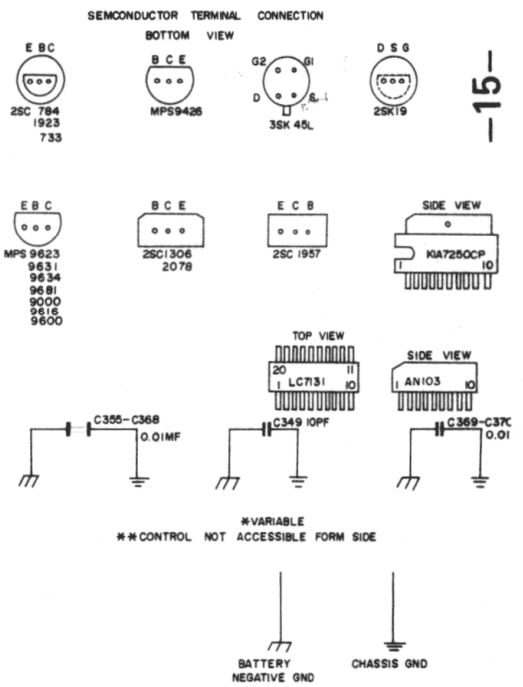 SEMCONDUCTOR TERMINAL CONNECTION
BOTTOM VIEW
E B C
2SC 784
1923
733
B C E
MPS9426
G2 G1
D S
3SK 45L
D S G
2SK19
-15-
E B C
MPS 9623
9631
9634
9681
9000
9616
9600
B C E
2SC1306
2078
E C B
2SC 1957
SIDE VIEW
KIA7250CP
1 10
TOP VIEW
20 11
LC7131
1 10
SIDE VIEW
AN103
1 10
C355-C368
0.01MF
C349 10PF
C369-C370
0.01
*VARIABLE
**CONTROL NOT ACCESSIBLE FORM SIDE
BATTERY
NEGATIVE GND
CHASSIS GND